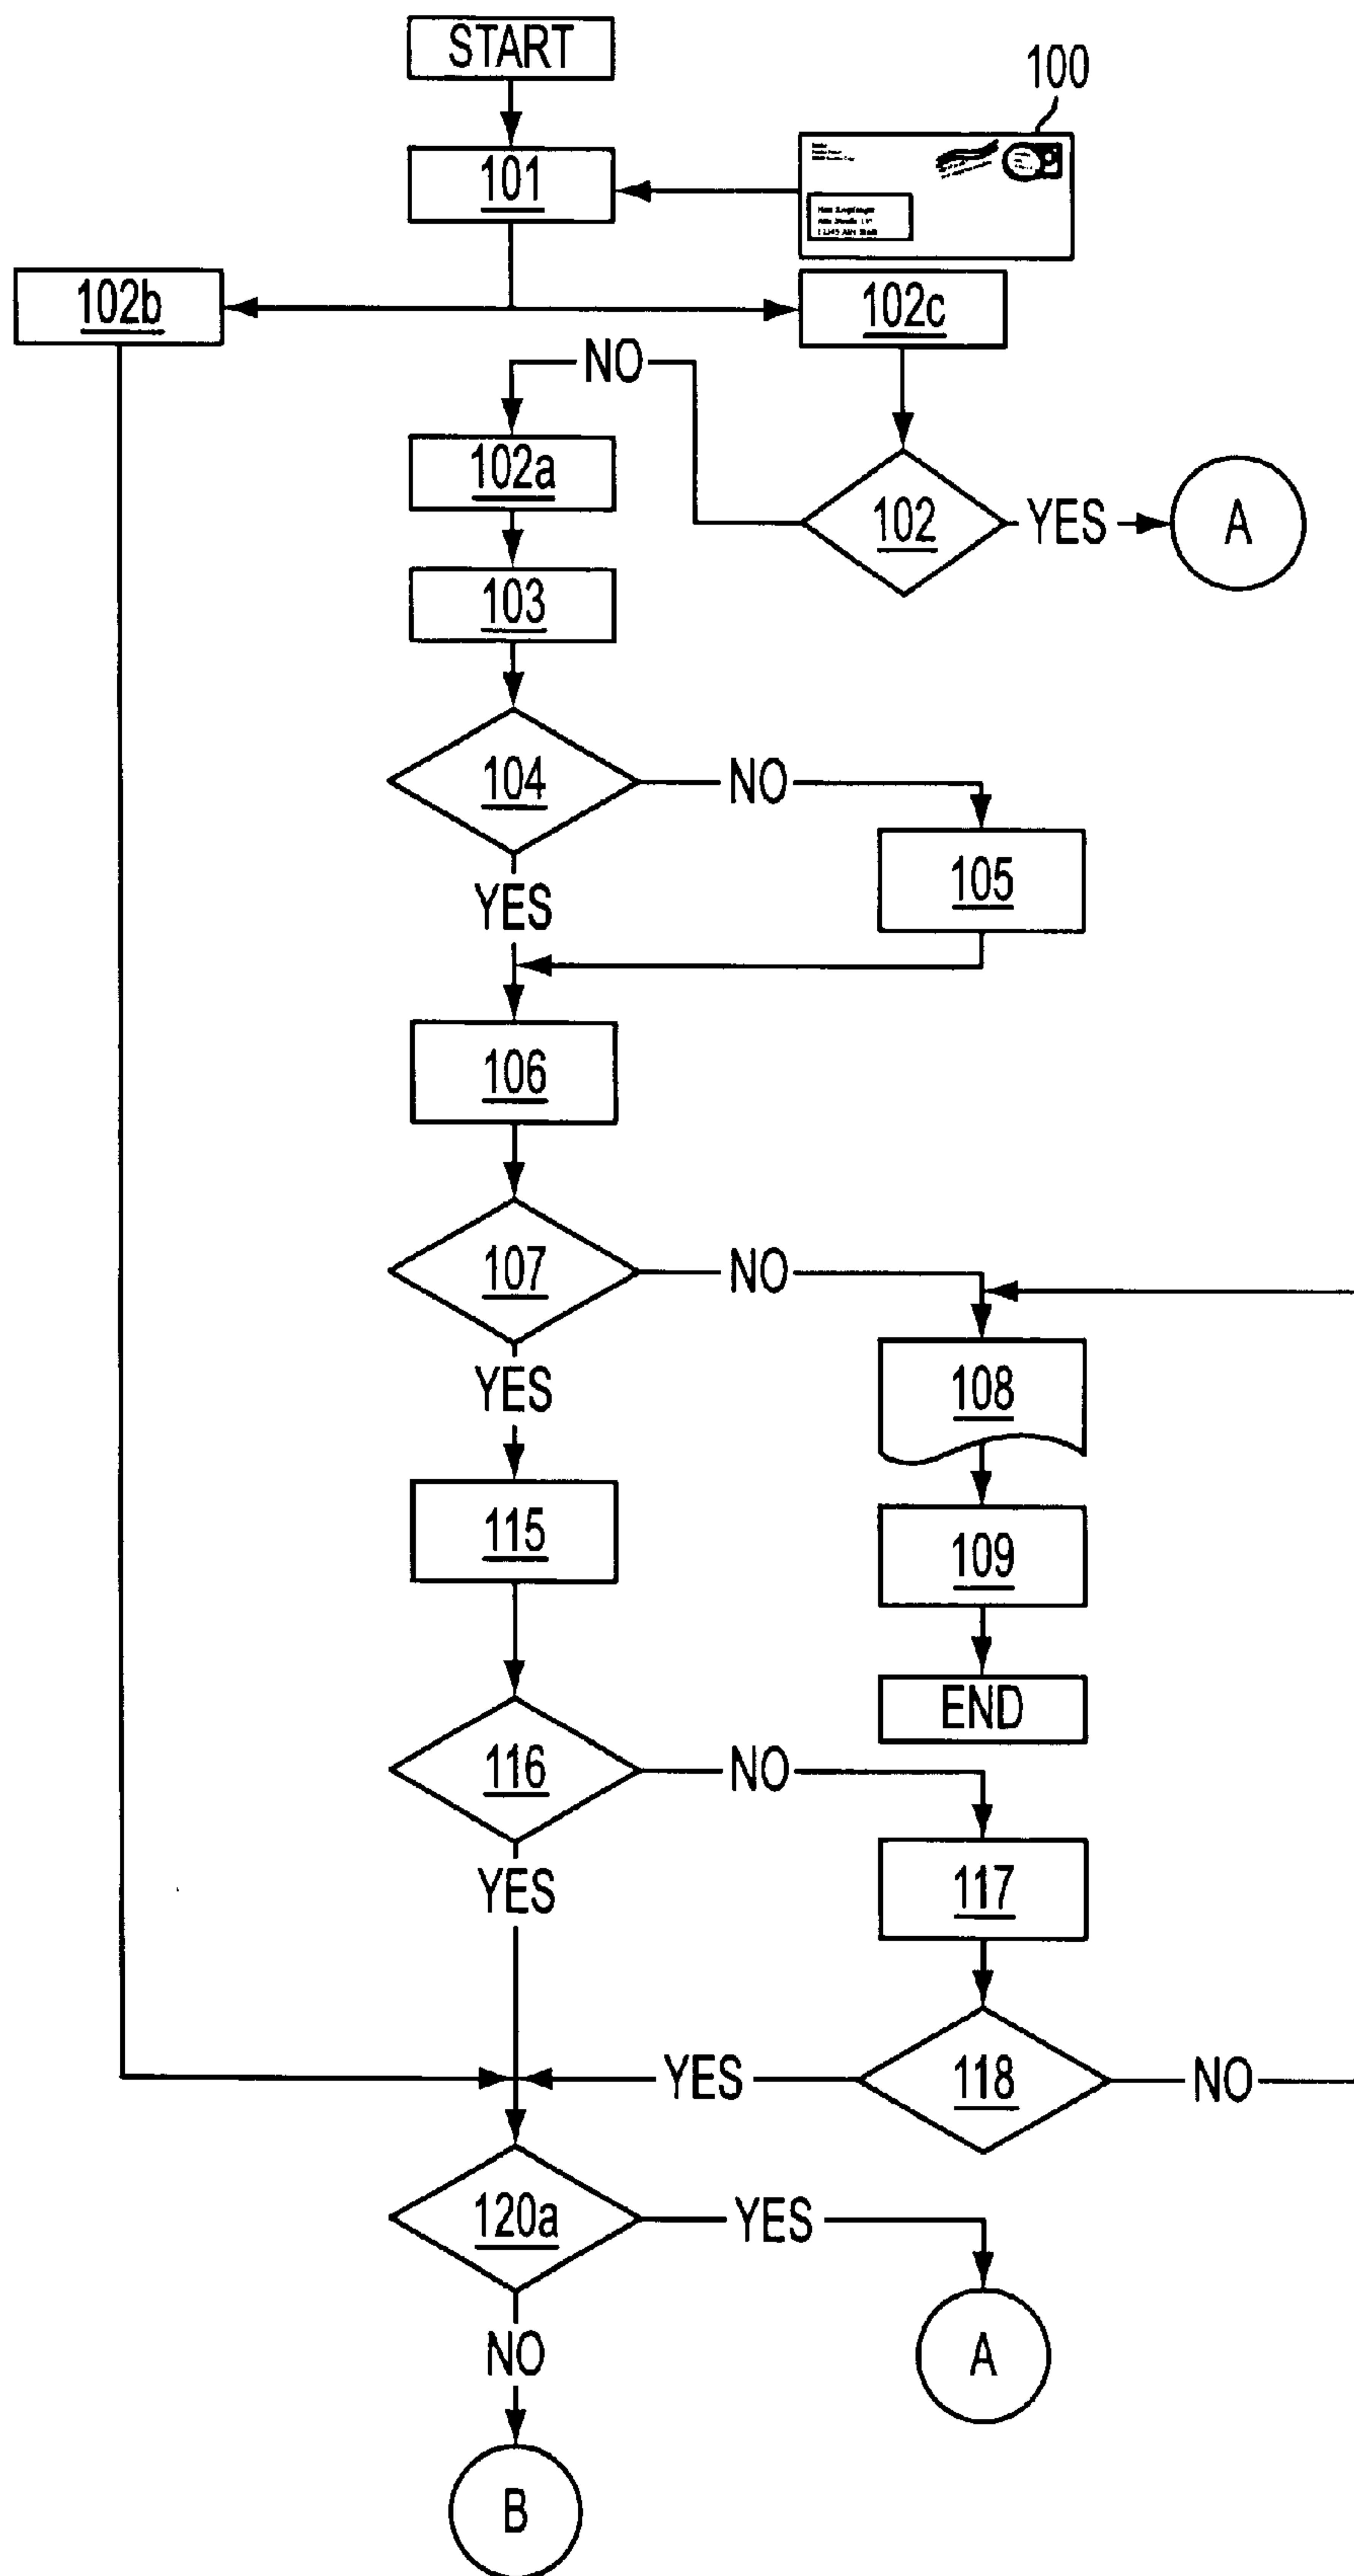 START
100
101
102b
102c
NO
102a
102
YES
A
103
104
NO
YES
105
106
107
NO
YES
108
115
109
END
116
NO
YES
117
YES
118
NO
120a
YES
NO
A
B